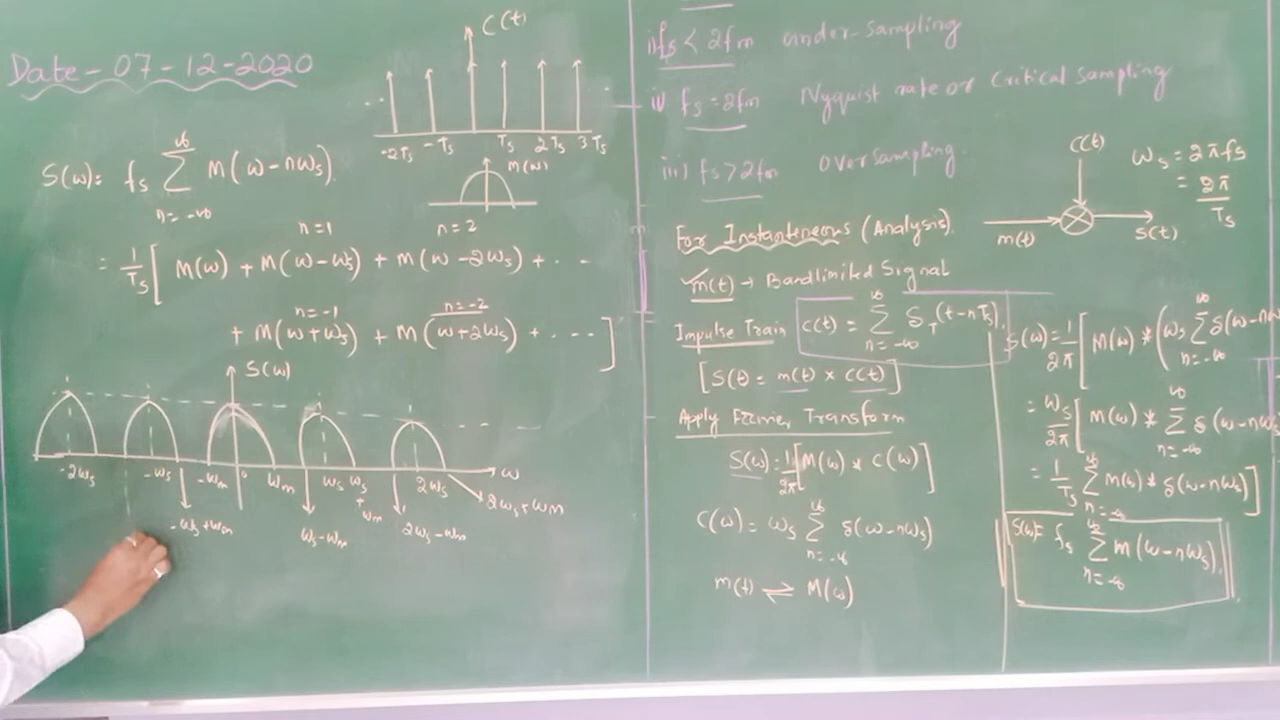 Date - 07-12-2020
C(t)
-2Ts -Ts Ts 2Ts 3Ts
M(ω)
S(ω) = fs ∑ M(ω-nωs)
n=-∞ ∞
n=1 n=2
= 1/Ts [ M(ω) + M(ω-ωs) + M(ω-2ωs) + ...
n=-1 n=-2
+ M(ω+ωs) + M(ω+2ωs) + ---- ]
S(ω)
-2ωs -ωs -ωm 0 ωm ωs ωs+ωm 2ωs ω
-ωs+ωm ωs-ωm 2ωs-ωm 2ωs+ωm
i) fs < 2fm under-sampling
ii) fs = 2fm Nyquist rate or Critical sampling
iii) fs > 2fm oversampling.
For Instantaneous (Analysis).
m(t) → Bandlimited Signal
Impulse Train C(t) = ∑ δT(t-nTs).
n=-∞ ∞
[S(t) = m(t) × C(t)]
Apply Fourier Transform
S(ω) = 1/2π [M(ω) * C(ω)]
C(ω) = ωs ∑ δ(ω-nωs)
n=-∞ ∞
m(t) ⇌ M(ω)
C(t)
m(t) S(t)
ωs = 2πfs
= 2π/Ts
S(ω) = 1/2π [ M(ω) * (ωs ∑ δ(ω-nω
n=-∞ ∞
= ωs/2π [ M(ω) * ∑ δ(ω-nωs
n=-∞ ∞
= 1/Ts ∑ M(ω) * δ(ω-nωs) ]
n=-∞ ∞
S(ω) = fs ∑ M(ω-nωs).
n=-∞ ∞